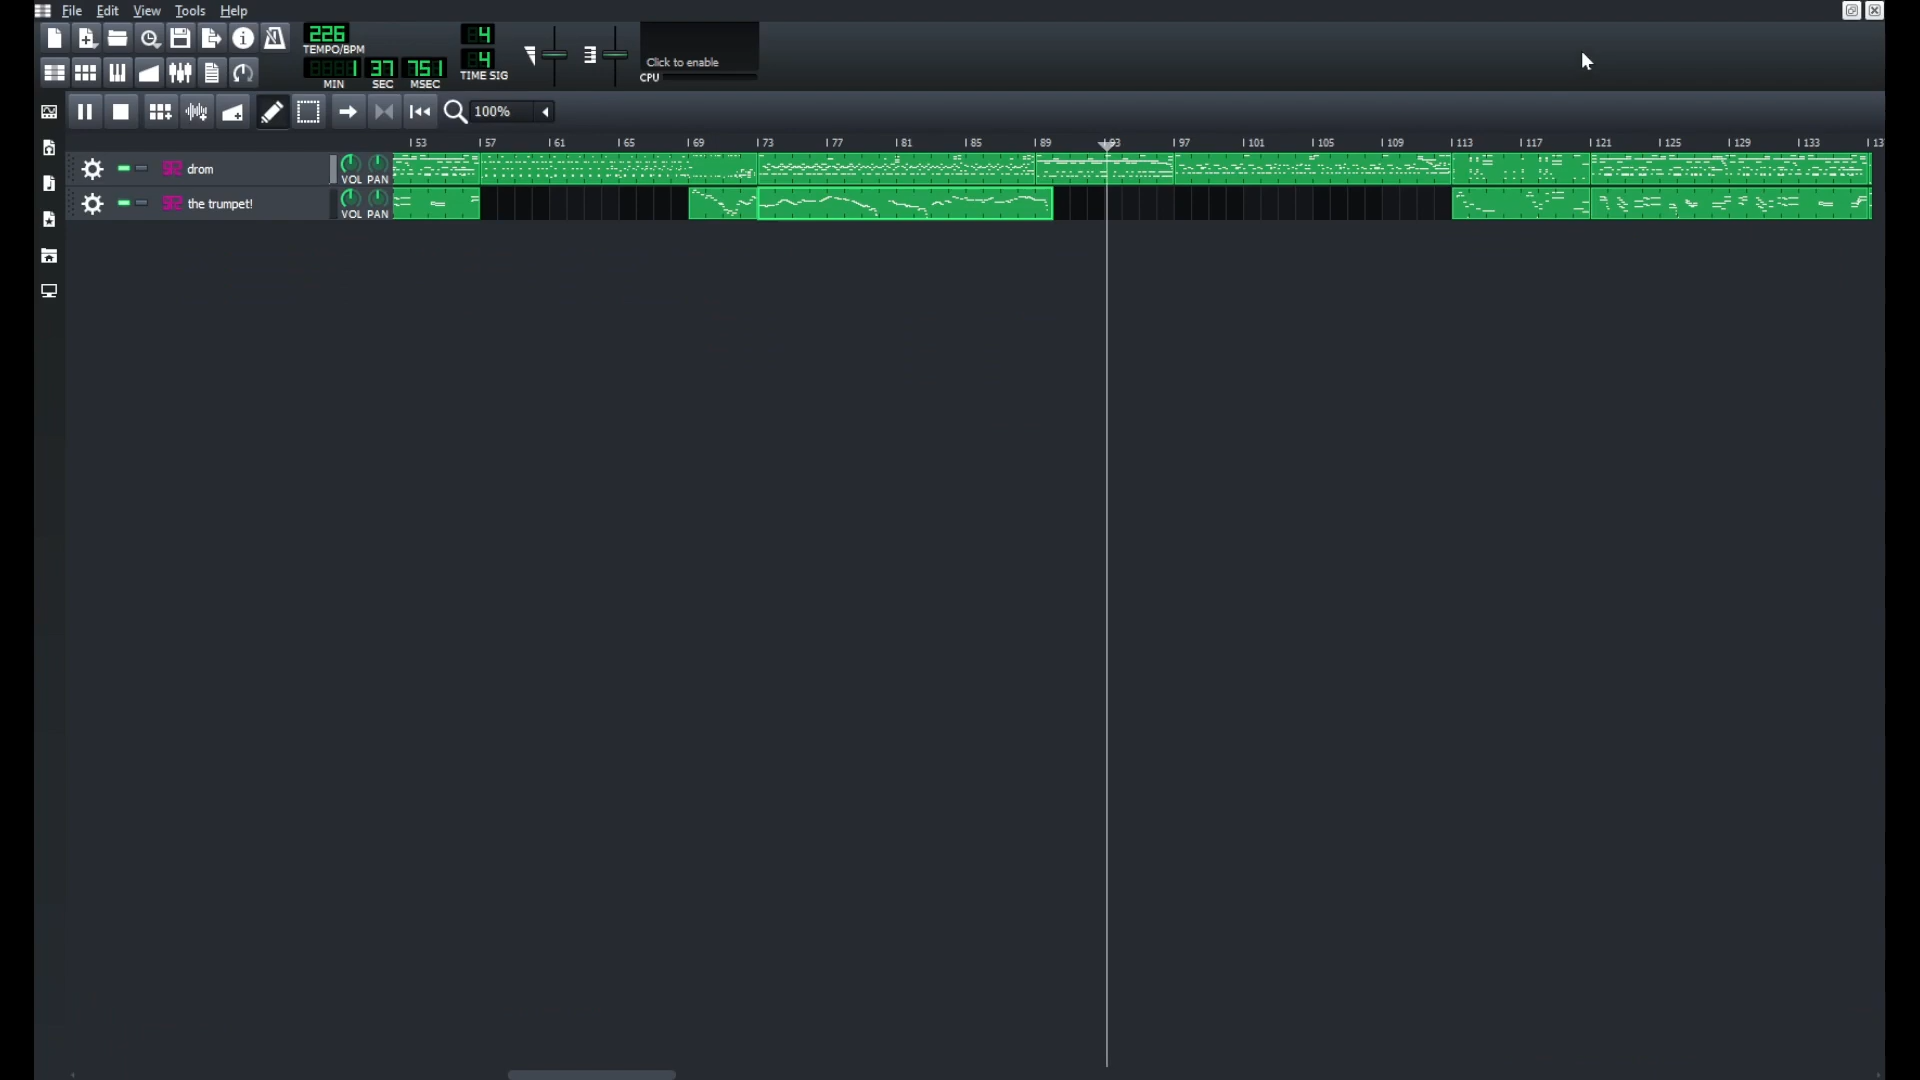 File Edit View Tools Help
226
TEMPO/BPM
1 37 751
MIN SEC MSEC
4
4
TIME SIG
Click to enable
CPU
100%
53 57 61 65 69 73 77 81 85 89 93 97 101 105 109 113 117 121 125 129 133 13
drom
VOL PAN
the trumpet!
VOL PAN